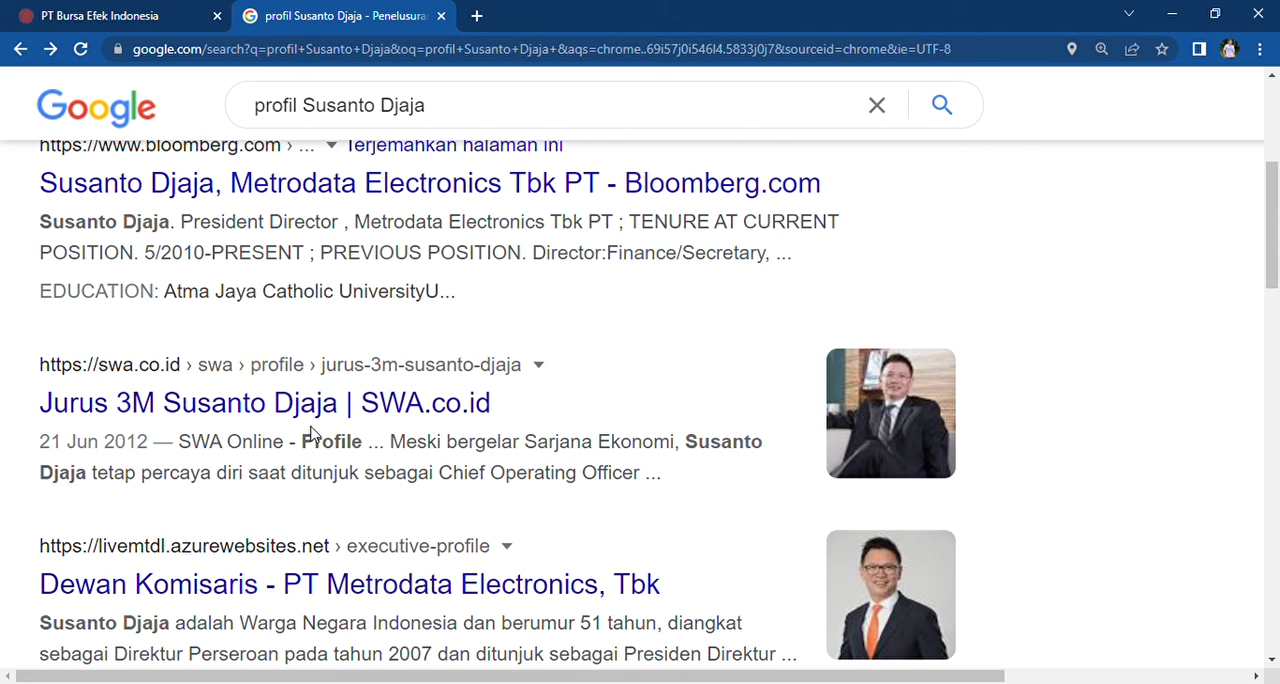 PT Bursa Efek Indonesia
profil Susanto Djaja - Penelusura
google.com/search?q=profil+Susanto+Djaja&oq=profil+Susanto+Djaja+&aqs=chrome..69i57j0i546l4.5833j0j7&sourceid=chrome&ie=UTF-8
Google
profil Susanto Djaja
https://www.bloomberg.com › ... Terjemahkan halaman ini
Susanto Djaja, Metrodata Electronics Tbk PT - Bloomberg.com
Susanto Djaja. President Director , Metrodata Electronics Tbk PT ; TENURE AT CURRENT
POSITION. 5/2010-PRESENT ; PREVIOUS POSITION. Director:Finance/Secretary, ...
EDUCATION: Atma Jaya Catholic UniversityU...
https://swa.co.id › swa › profile › jurus-3m-susanto-djaja
Jurus 3M Susanto Djaja | SWA.co.id
21 Jun 2012 — SWA Online - Profile ... Meski bergelar Sarjana Ekonomi, Susanto
Djaja tetap percaya diri saat ditunjuk sebagai Chief Operating Officer ...
https://livemtdl.azurewebsites.net › executive-profile
Dewan Komisaris - PT Metrodata Electronics, Tbk
Susanto Djaja adalah Warga Negara Indonesia dan berumur 51 tahun, diangkat
sebagai Direktur Perseroan pada tahun 2007 dan ditunjuk sebagai Presiden Direktur ...